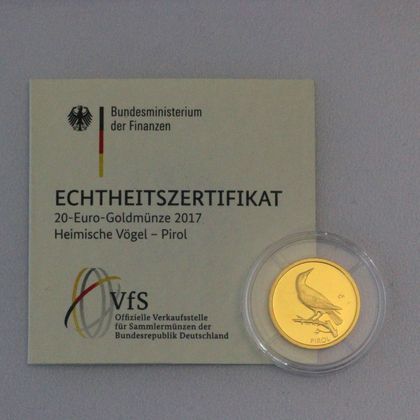 Bundesministerium
der Finanzen
ECHTHEITSZERTIFIKAT
20-Euro-Goldmünze 2017
Heimische Vögel – Pirol
VfS
Offizielle Verkaufsstelle
für Sammlermünzen der
Bundesrepublik Deutschland
PIROL